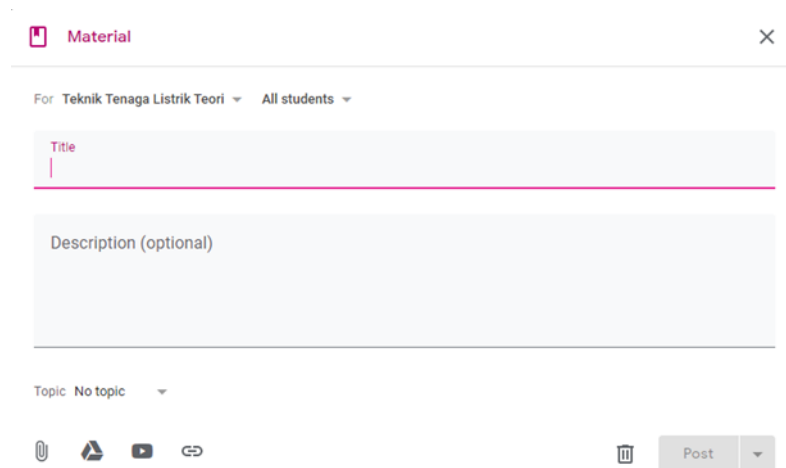 Material
For Teknik Tenaga Listrik Teori All students
Title
Description (optional)
Topic No topic
Post